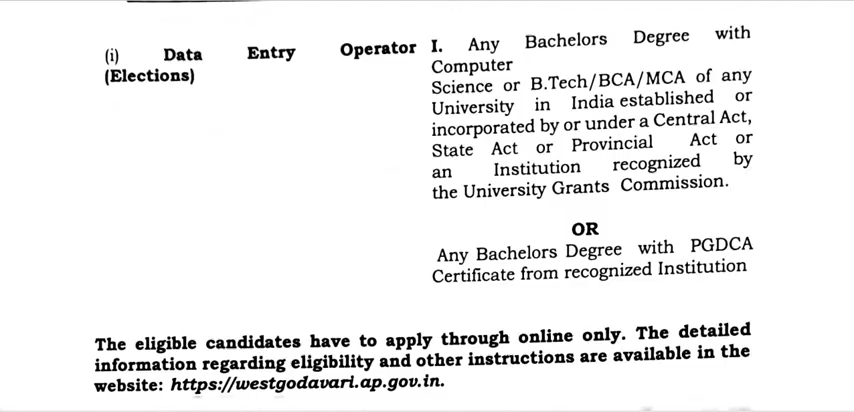 (i) Data Entry Operator
(Elections)
I. Any Bachelors Degree with
Computer
Science or B.Tech/BCA/MCA of any
University in India established or
incorporated by or under a Central Act,
State Act or Provincial Act or
an Institution recognized by
the University Grants Commission.
OR
Any Bachelors Degree with PGDCA
Certificate from recognized Institution
The eligible candidates have to apply through online only. The detailed
information regarding eligibility and other instructions are available in the
website: https://westgodavari.ap.gov.in.